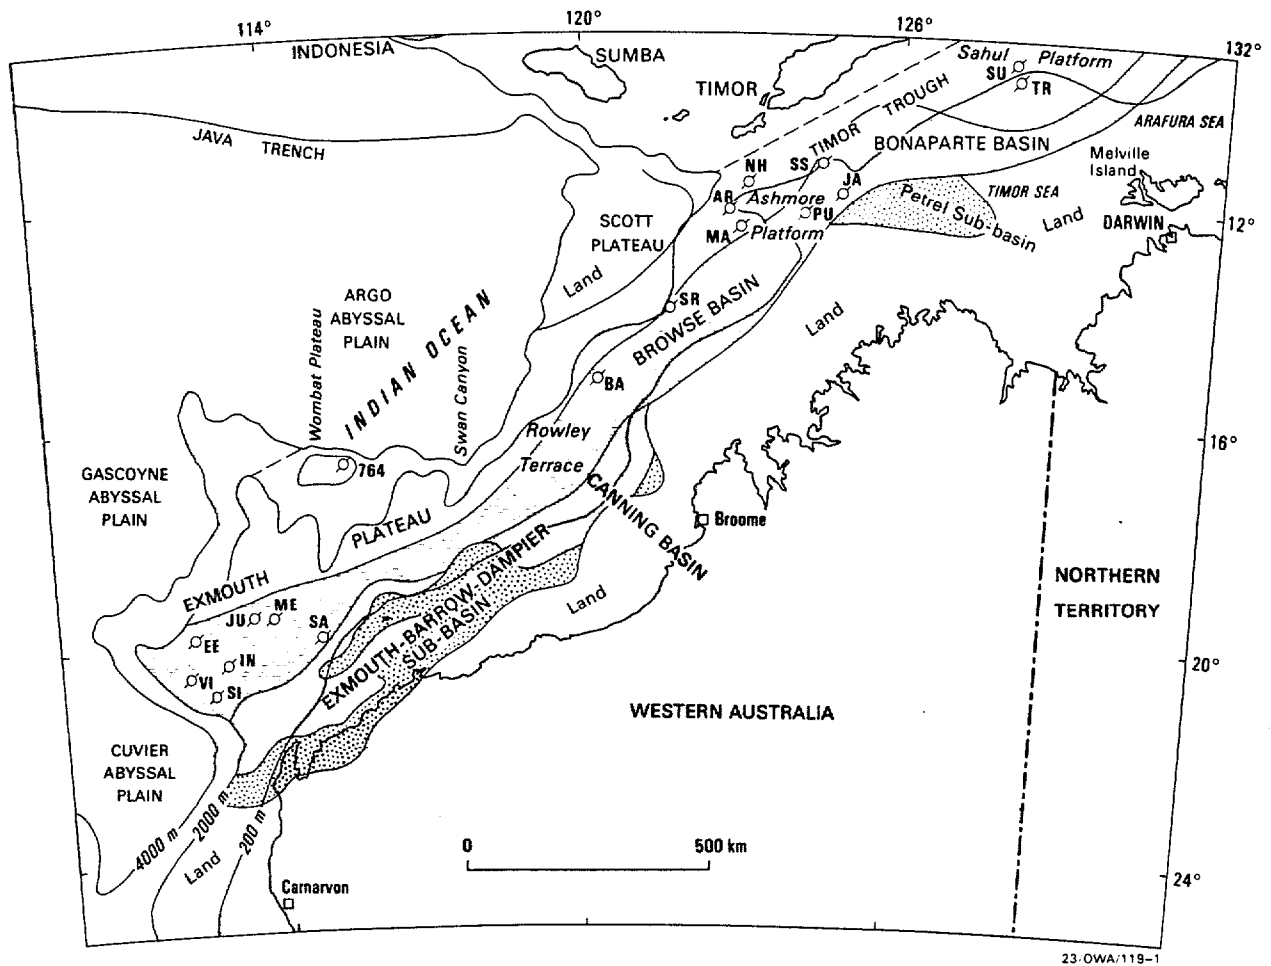 114°
120°
126°
132°
INDONESIA
SUMBA
TIMOR
Sahul Platform
SU
TR
JAVA TRENCH
TIMOR TROUGH
ARAFURA SEA
BONAPARTE BASIN
Melville
Island
NH
SS
JA
AR
Ashmore
Platform
PU
MA
Petrel Sub-basin
TIMOR SEA
Land
DARWIN
12°
SCOTT
PLATEAU
Land
ARGO
ABYSSAL
PLAIN
INDIAN OCEAN
Wombat Plateau
Swan Canyon
SR
BROWSE BASIN
Land
BA
Rowley
Terrace
16°
764
GASCOYNE
ABYSSAL
PLAIN
CANNING BASIN
Broome
EXMOUTH PLATEAU
NORTHERN
TERRITORY
EXMOUTH-BARROW-DAMPIER
SUB-BASIN
Land
JU
ME
SA
EE
IN
VI
SI
20°
WESTERN AUSTRALIA
CUVIER
ABYSSAL
PLAIN
4000 m
2000 m
200 m
Land
0
500 km
Carnarvon
24°
23-OWA/119-1